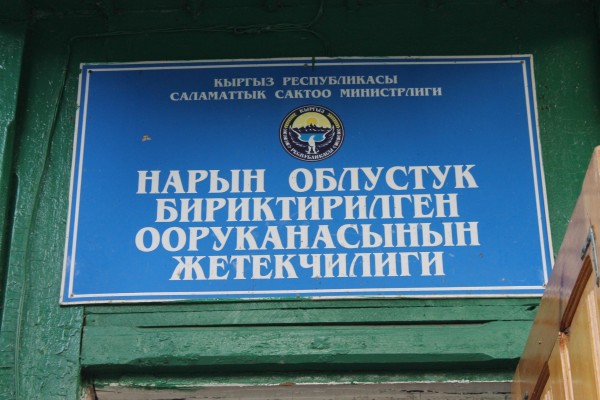 КЫРГЫЗ РЕСПУБЛИКАСЫ
САЛАМАТТЫК САКТОО МИНИСТРЛИГИ
НАРЫН ОБЛУСТУК
БИРИКТИРИЛГЕН
ООРУКАНАСЫНЫН
ЖЕТЕКЧИЛИГИ